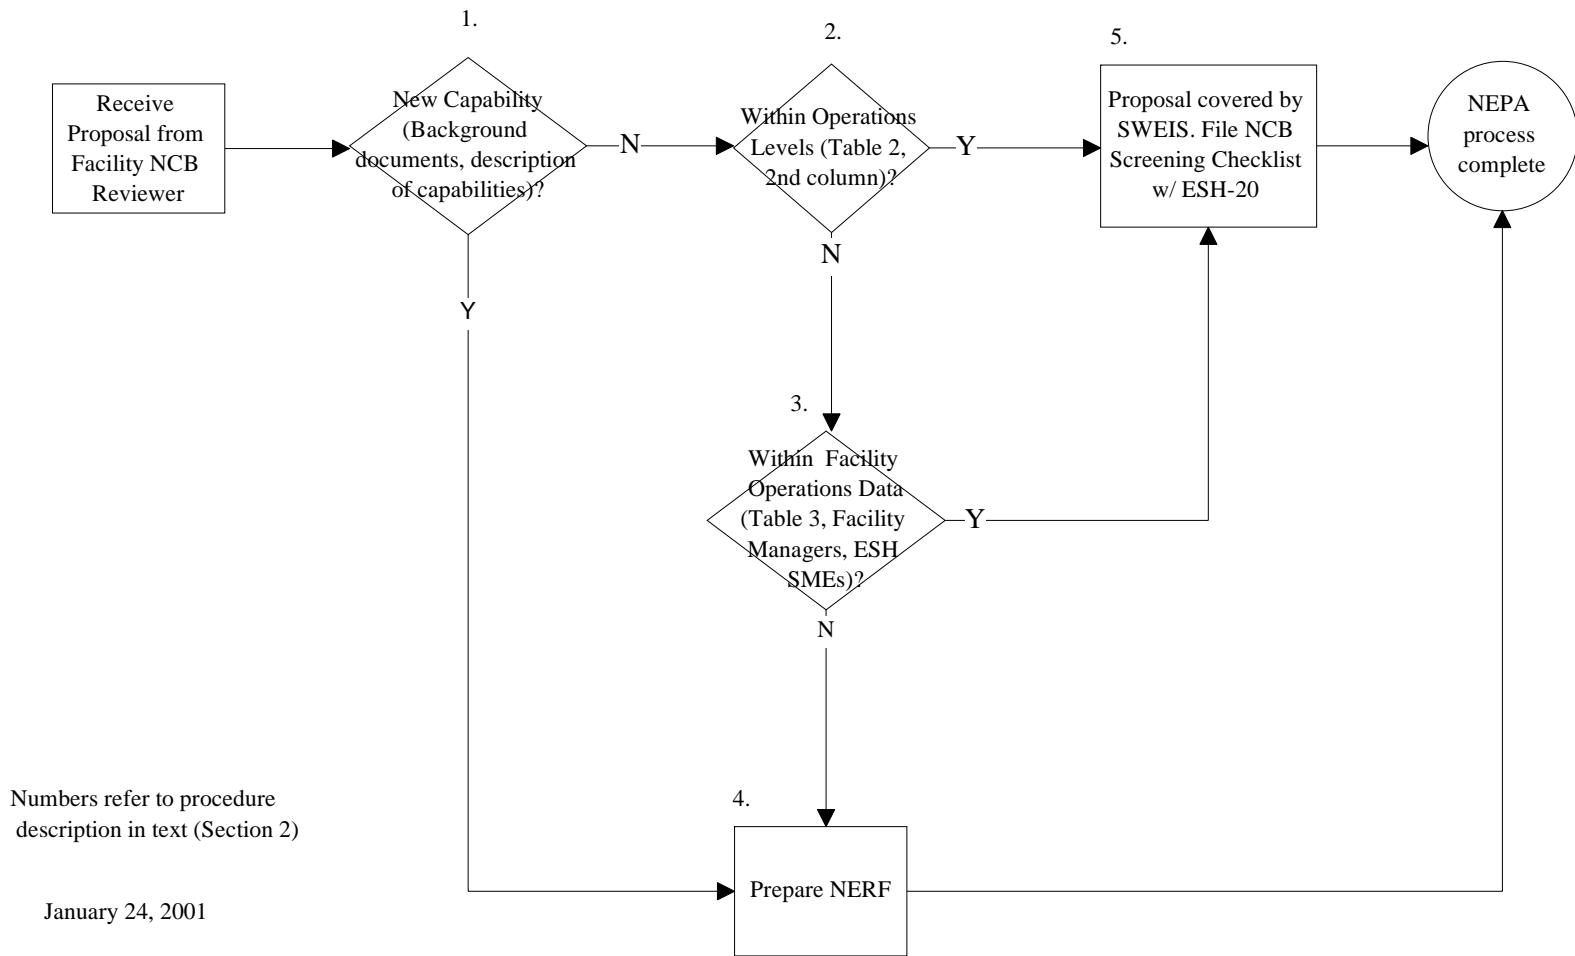 1.
2.
5.
Receive
Proposal from
Facility NCB
Reviewer
New Capability
(Background
documents, description
of capabilities)?
N
Within Operations
Levels (Table 2,
2nd column)?
Y
Proposal covered by
SWEIS. File NCB
Screening Checklist
w/ ESH-20
NEPA
process
complete
N
Y
3.
Within Facility
Operations Data
(Table 3, Facility
Managers, ESH
SMEs)?
Y
N
4.
Prepare NERF
Numbers refer to procedure
description in text (Section 2)
January 24, 2001